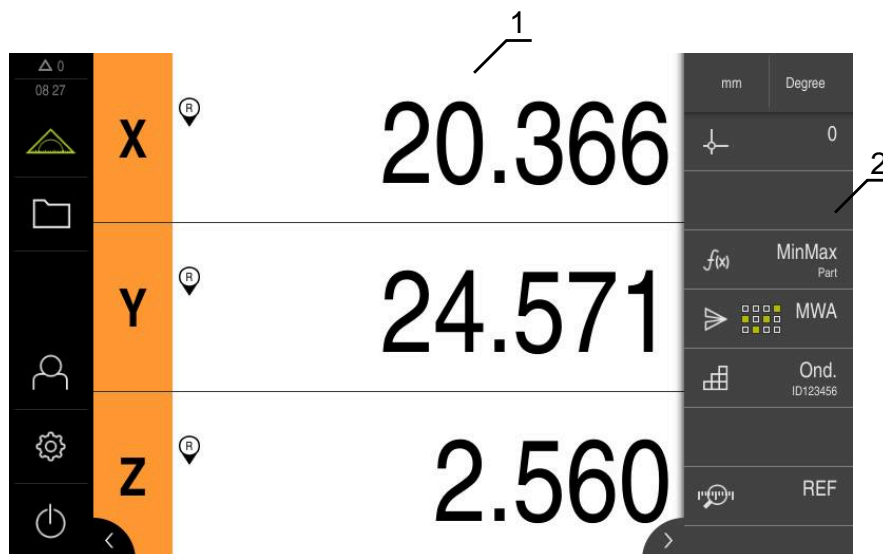 1
0
08 27
mm Degree
X R 20.366
0
2
Y R 24.571
f(x) MinMax
Part
MWA
Ond.
ID123456
Z R 2.560
REF